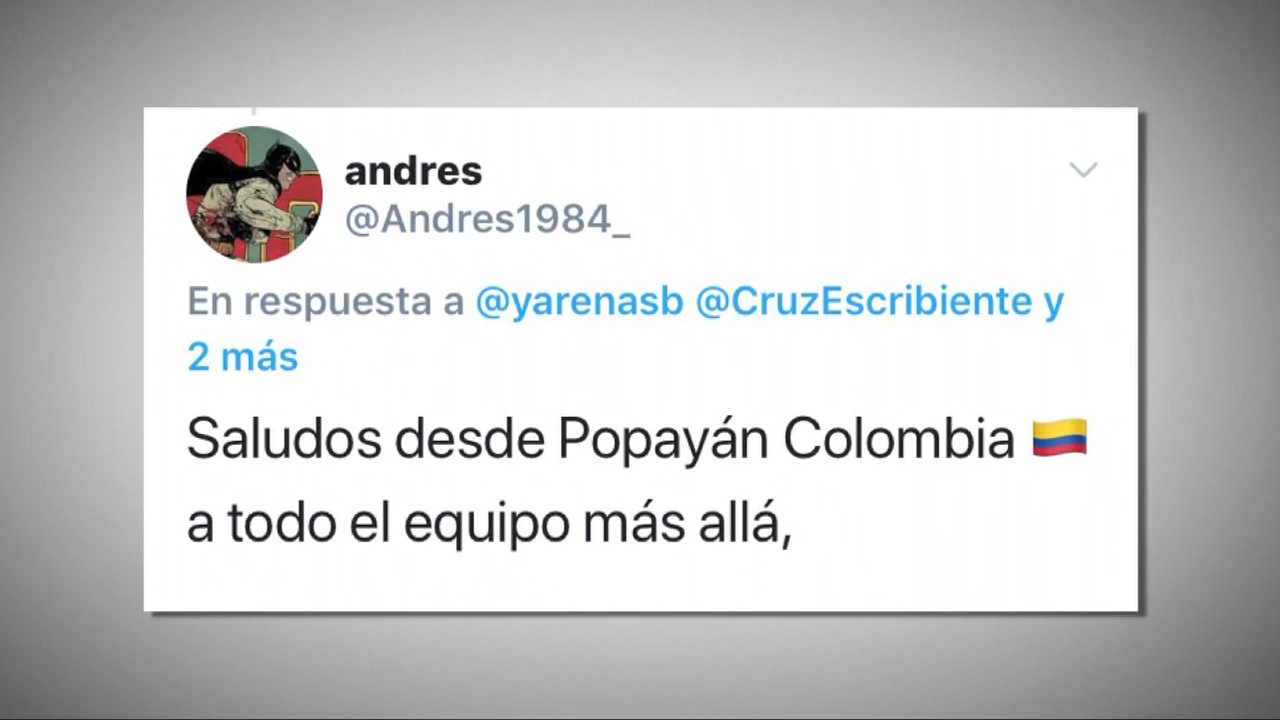 andres
@Andres1984_
En respuesta a @yarenasb @CruzEscribiente y
2 más
Saludos desde Popayán Colombia 🇨🇴
a todo el equipo más allá,